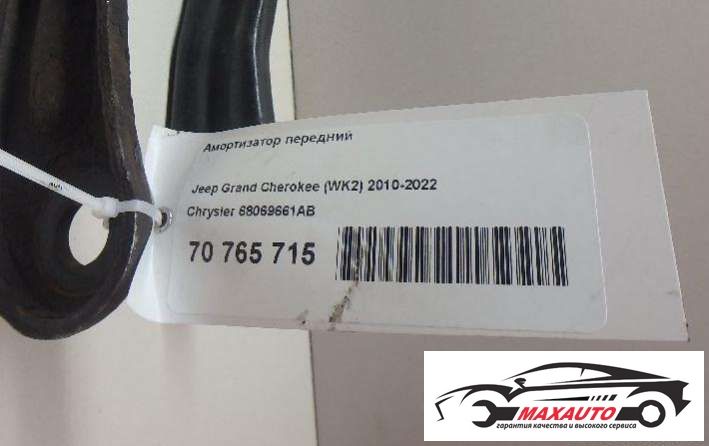 Амортизатор передний
Jeep Grand Cherokee (WK2) 2010-2022
Chrysler 68069661AB
70 765 715
MAXAUTO
гарантия качества и высокого сервиса